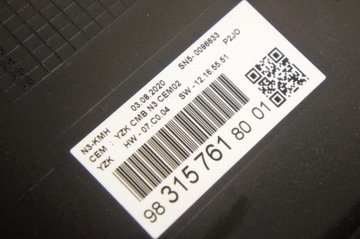 N3-KMH 03.08.2020 SN5-0096633 P2JO
CEM : YZK CMB N3 CEM02
YZK HW - 07.C0.04 SW - 12.16.55.51
98 315 761 80 01